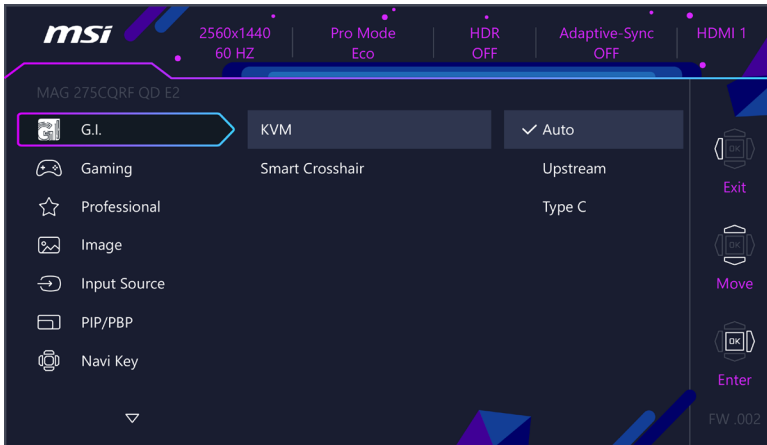 msi
2560x1440
60 HZ
Pro Mode
Eco
HDR
OFF
Adaptive-Sync
OFF
HDMI 1
MAG 275CQRF QD E2
G.I.
Gaming
Professional
Image
Input Source
PIP/PBP
Navi Key
KVM
Smart Crosshair
Auto
Upstream
Type C
OK
Exit
OK
Move
OK
Enter
FW .002